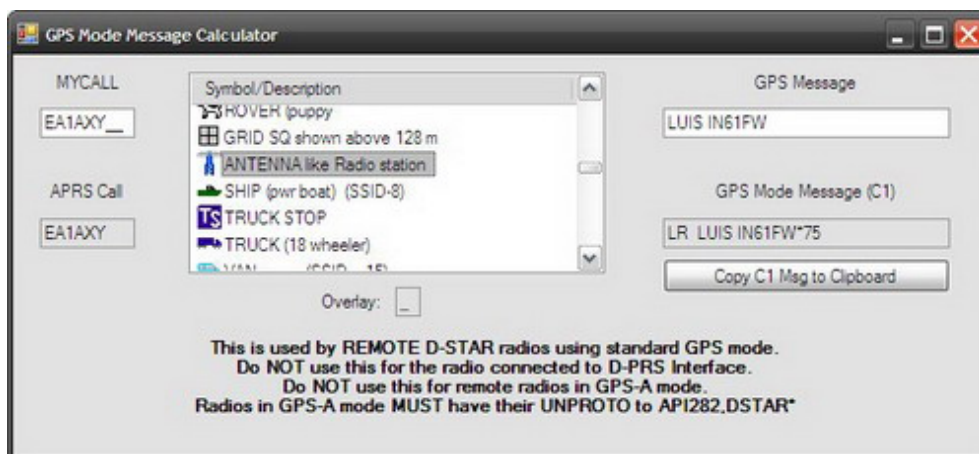 GPS Mode Message Calculator
MYCALL
EA1AXY__
APRS Call
EA1AXY
Symbol/Description
ROVER (puppy
GRID SQ shown above 128 m
ANTENNA like Radio station
SHIP (pwr boat) (SSID-8)
TS TRUCK STOP
TRUCK (18 wheeler)
VAN (SSID - 15)
Overlay: _
GPS Message
LUIS IN61FW
GPS Mode Message (C1)
LR LUIS IN61FW*75
Copy C1 Msg to Clipboard
This is used by REMOTE D-STAR radios using standard GPS mode.
Do NOT use this for the radio connected to D-PRS Interface.
Do NOT use this for remote radios in GPS-A mode.
Radios in GPS-A mode MUST have their UNPROTO to API282,DSTAR*